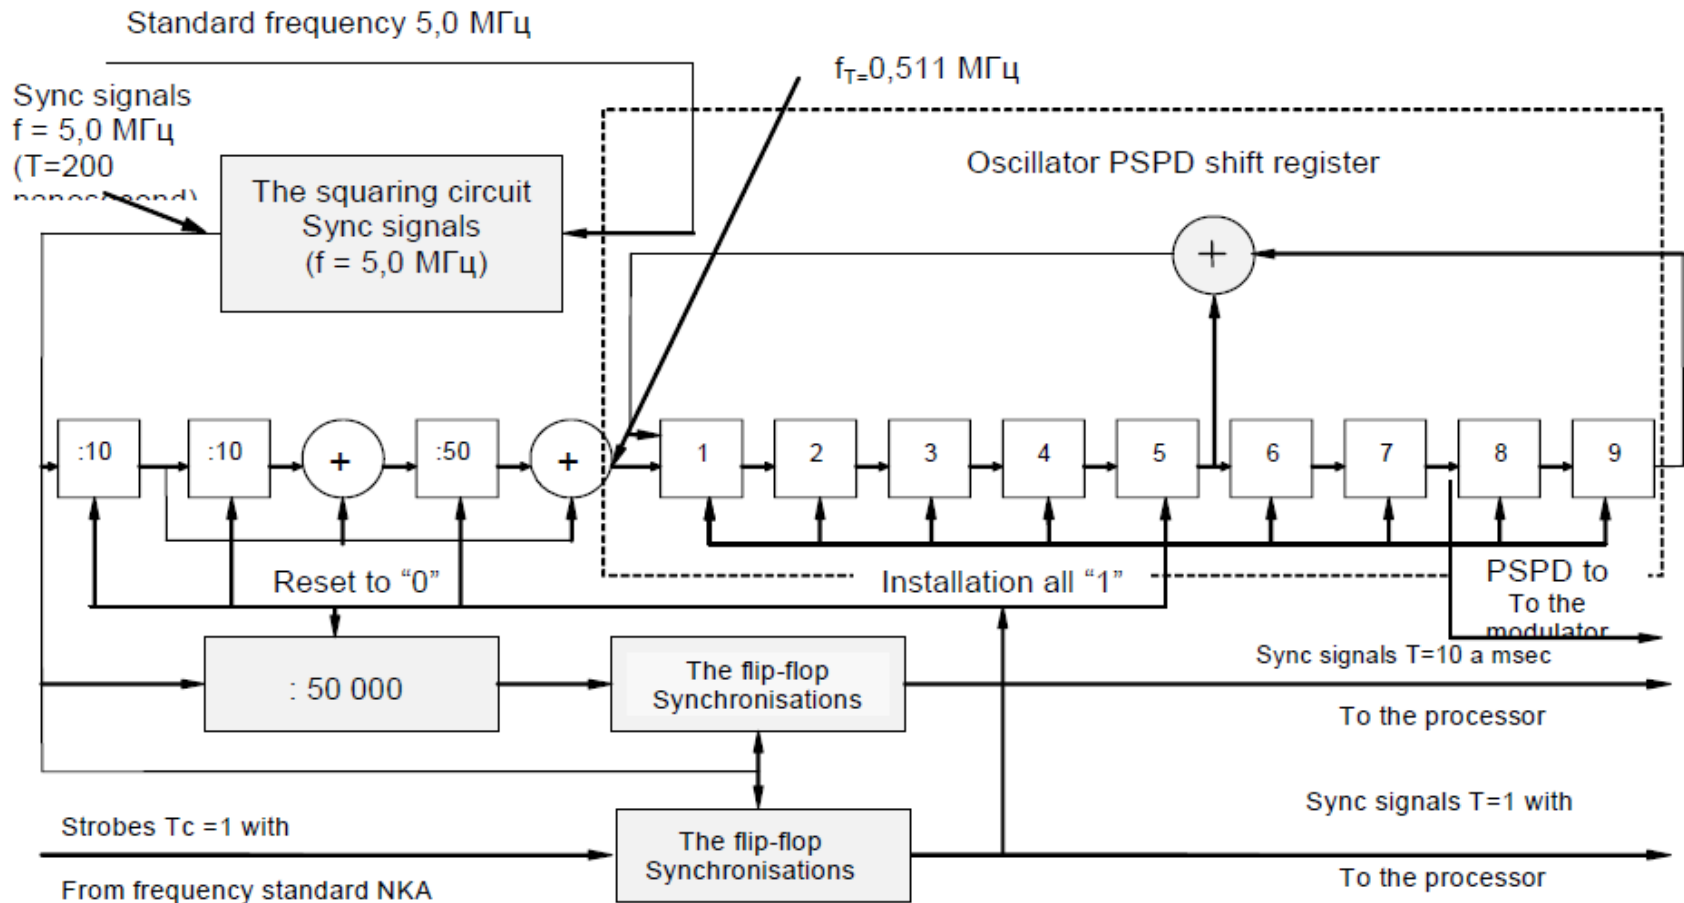 Standard frequency 5,0 МГц
Sync signals
f = 5,0 МГц
(T=200
nanosecond)
f_T=0,511 МГц
Oscillator PSPD shift register
The squaring circuit
Sync signals
(f = 5,0 МГц)
+
:10
:10
+
:50
+
1
2
3
4
5
6
7
8
9
Reset to “0”
Installation all “1”
PSPD to
To the
modulator
: 50 000
The flip-flop
Synchronisations
Sync signals T=10 a msec
To the processor
Strobes Tc =1 with
From frequency standard NKA
The flip-flop
Synchronisations
Sync signals T=1 with
To the processor